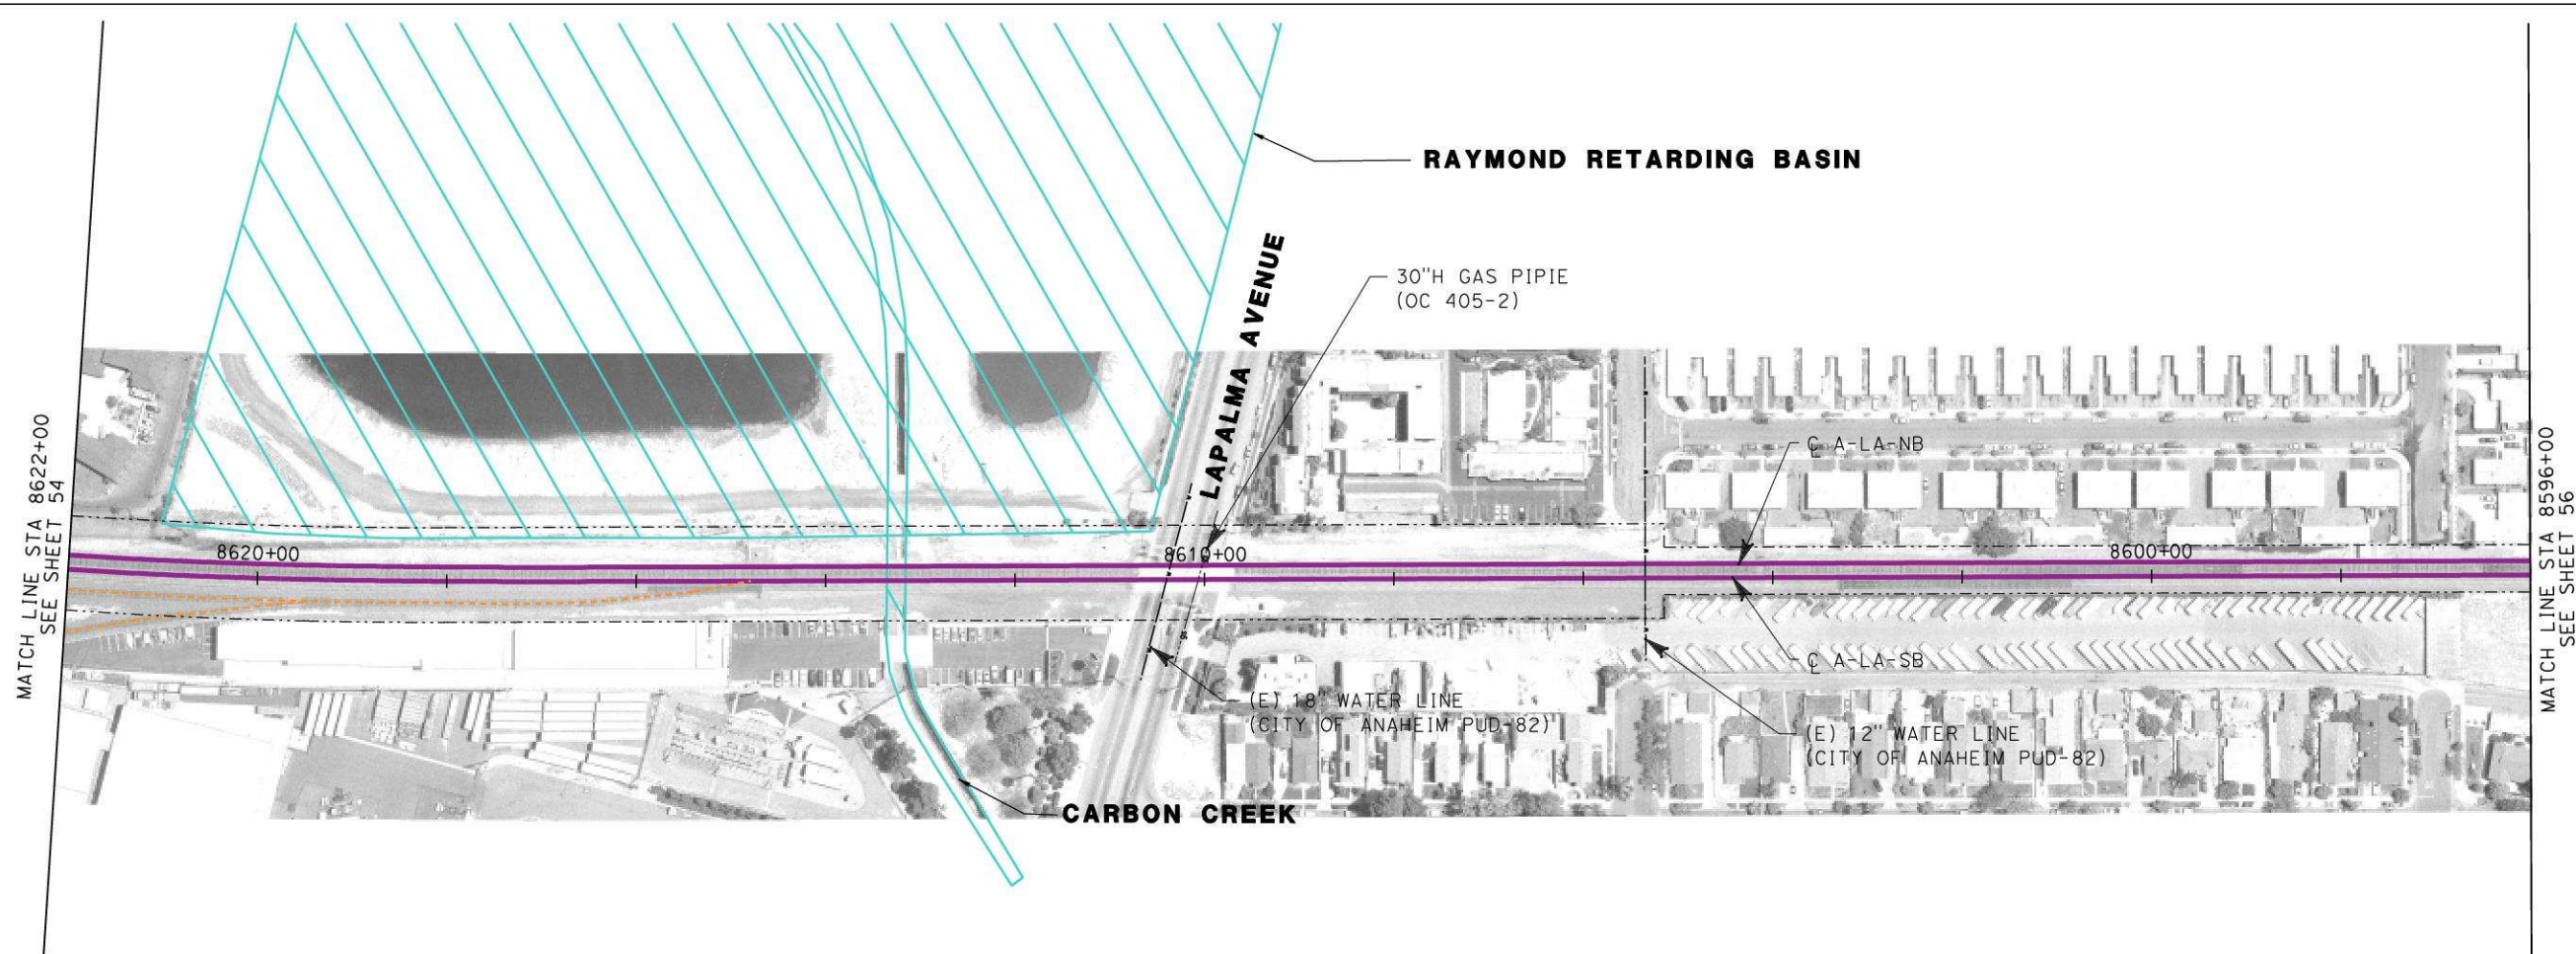 RAYMOND RETARDING BASIN
LAPALMA AVENUE
30"H GAS PIPIE
(OC 405-2)
MATCH LINE STA 8622+00
SEE SHEET 54
8620+00
8610+00
8600+00
℄ A-LA-NB
℄ A-LA-SB
MATCH LINE STA 8596+00
SEE SHEET 56
(E) 18" WATER LINE
(CITY OF ANAHEIM PUD-82)
(E) 12" WATER LINE
(CITY OF ANAHEIM PUD-82)
CARBON CREEK